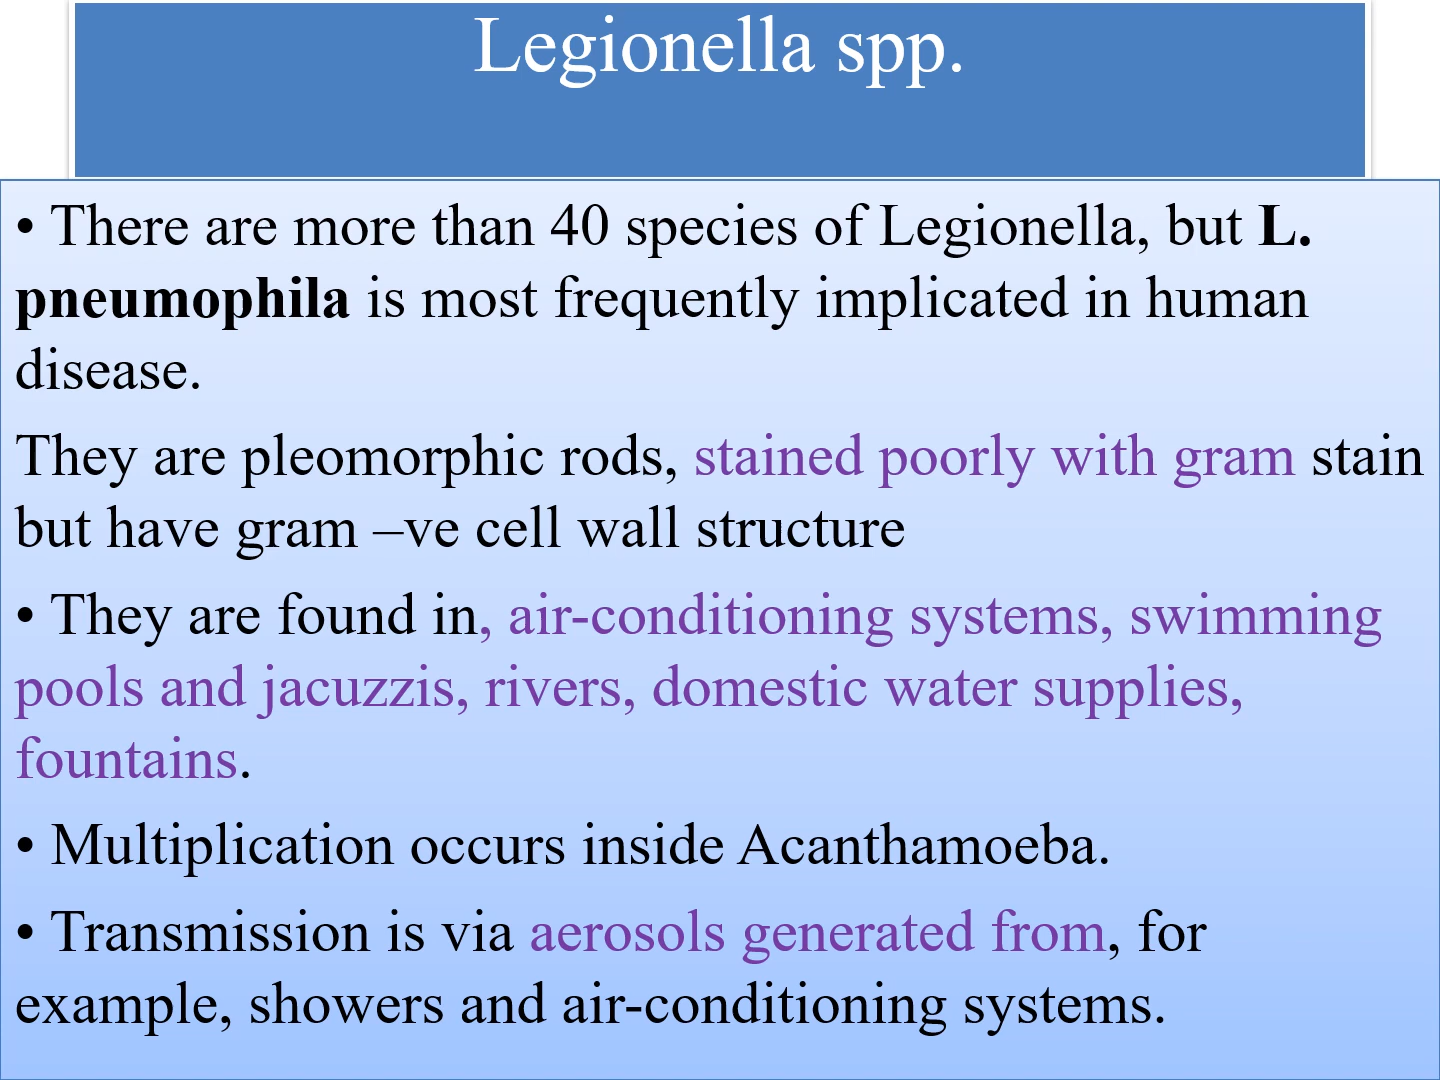 Legionella spp.
• There are more than 40 species of Legionella, but L.
pneumophila is most frequently implicated in human
disease.
They are pleomorphic rods, stained poorly with gram stain
but have gram –ve cell wall structure
• They are found in, air-conditioning systems, swimming
pools and jacuzzis, rivers, domestic water supplies,
fountains.
• Multiplication occurs inside Acanthamoeba.
• Transmission is via aerosols generated from, for
example, showers and air-conditioning systems.